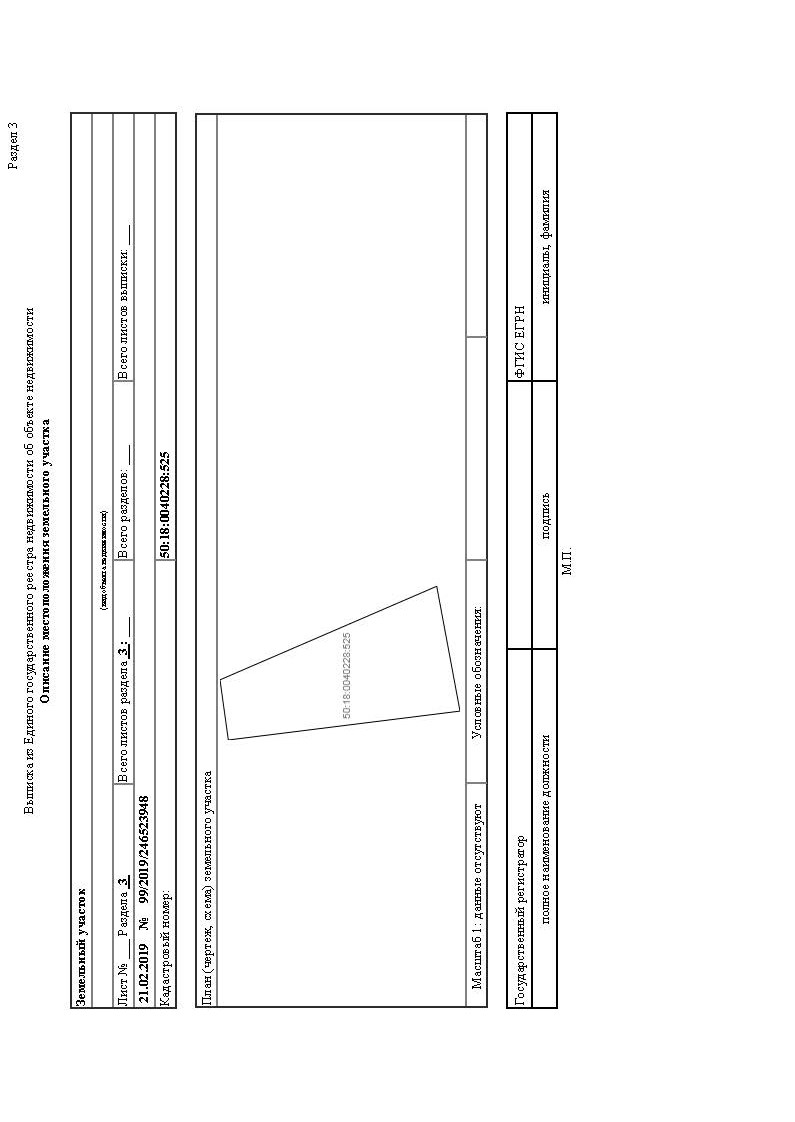 Раздел 3
Выписка из Единого государственного реестра недвижимости об объекте недвижимости
Описание местоположения земельного участка
Земельный участок
(вид объекта недвижимости)
Лист № ___ Раздела 3 Всего листов раздела 3 : ___ Всего разделов: ___ Всего листов выписки: ___
21.02.2019 № 99/2019/246523948
Кадастровый номер: 50:18:0040228:525
План (чертеж, схема) земельного участка
50:18:0040228:525
Масштаб 1: данные отсутствуют Условные обозначения:
Государственный регистратор ФГИС ЕГРН
полное наименование должности подпись инициалы, фамилия
М.П.